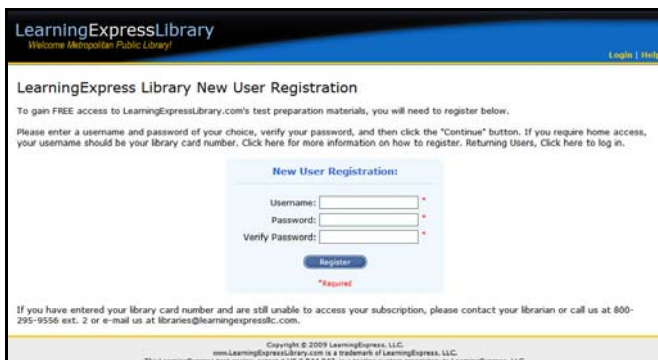 LearningExpressLibrary
Welcome Metropolitan Public Library!
Login | Help
LearningExpress Library New User Registration
To gain FREE access to LearningExpressLibrary.com's test preparation materials, you will need to register below.
Please enter a username and password of your choice, verify your password, and then click the "Continue" button. If you require home access,
your username should be your library card number. Click here for more information on how to register. Returning Users, Click here to log in.
New User Registration:
Username: *
Password: *
Verify Password: *
Register
*Required
If you have entered your library card number and are still unable to access your subscription, please contact your librarian or call us at 800-
295-9556 ext. 2 or e-mail us at libraries@learningexpressllc.com.
Copyright © 2009 LearningExpress, LLC.
www.LearningExpressLibrary.com is a trademark of LearningExpress, LLC.